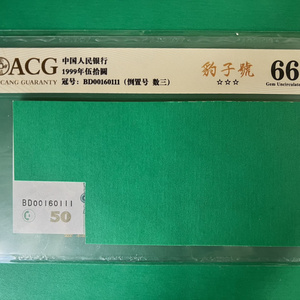 ACG
CANG GUARANTY
中国人民银行
1999年伍拾圆
冠号: BD00160111 (倒置号 数三)
豹子號
☆☆☆
66
Gem Uncirculated
BD00160111
50